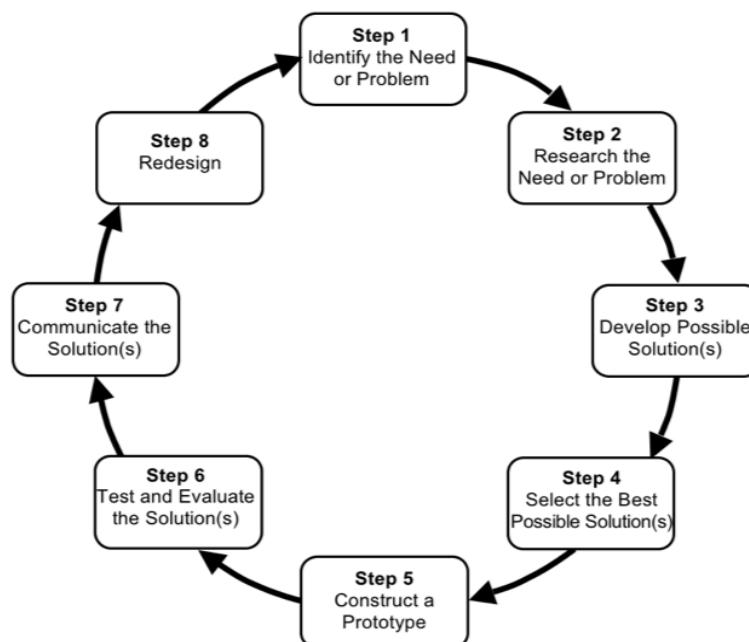 Step 1
Identify the Need
or Problem
Step 2
Research the
Need or Problem
Step 3
Develop Possible
Solution(s)
Step 4
Select the Best
Possible Solution(s)
Step 5
Construct a
Prototype
Step 6
Test and Evaluate
the Solution(s)
Step 7
Communicate the
Solution(s)
Step 8
Redesign